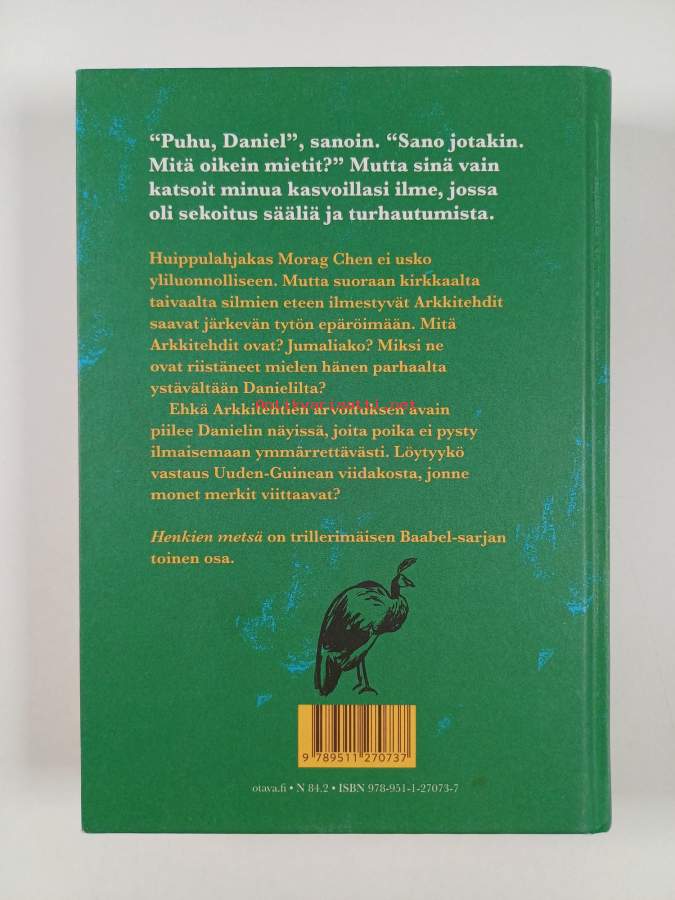 “Puhu, Daniel”, sanoin. “Sano jotakin.
Mitä oikein mietit?” Mutta sinä vain
katsoit minua kasvoillasi ilme, jossa
oli sekoitus sääliä ja turhautumista.
Huippulahjakas Morag Chen ei usko
yliluonnolliseen. Mutta suoraan kirkkaalta
taivaalta silmien eteen ilmestyvät Arkkitehdit
saavat järkevän tytön epäröimään. Mitä
Arkkitehdit ovat? Jumaliako? Miksi ne
ovat riistäneet mielen hänen parhaalta
ystävältään Danielilta?
Antikvariaatti.net
Ehkä Arkkitehtien arvoituksen avain
piilee Danielin näyissä, joita poika ei pysty
ilmaisemaan ymmärrettävästi. Löytyykö
vastaus Uuden-Guinean viidakosta, jonne
monet merkit viittaavat?
Henkien metsä on trillerimäisen Baabel-sarjan
toinen osa.
9 789511 270737
otava.fi • N 84.2 • ISBN 978-951-1-27073-7